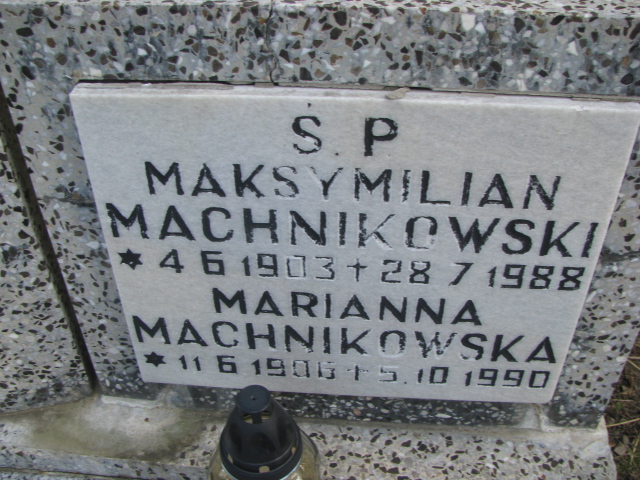 Ś. P
MAKSYMILIAN
MACHNIKOWSKI
* 4 6 1903 + 28 7 1988
MARIANNA
MACHNIKOWSKA
* 11 6 1906 + 5.10 1990